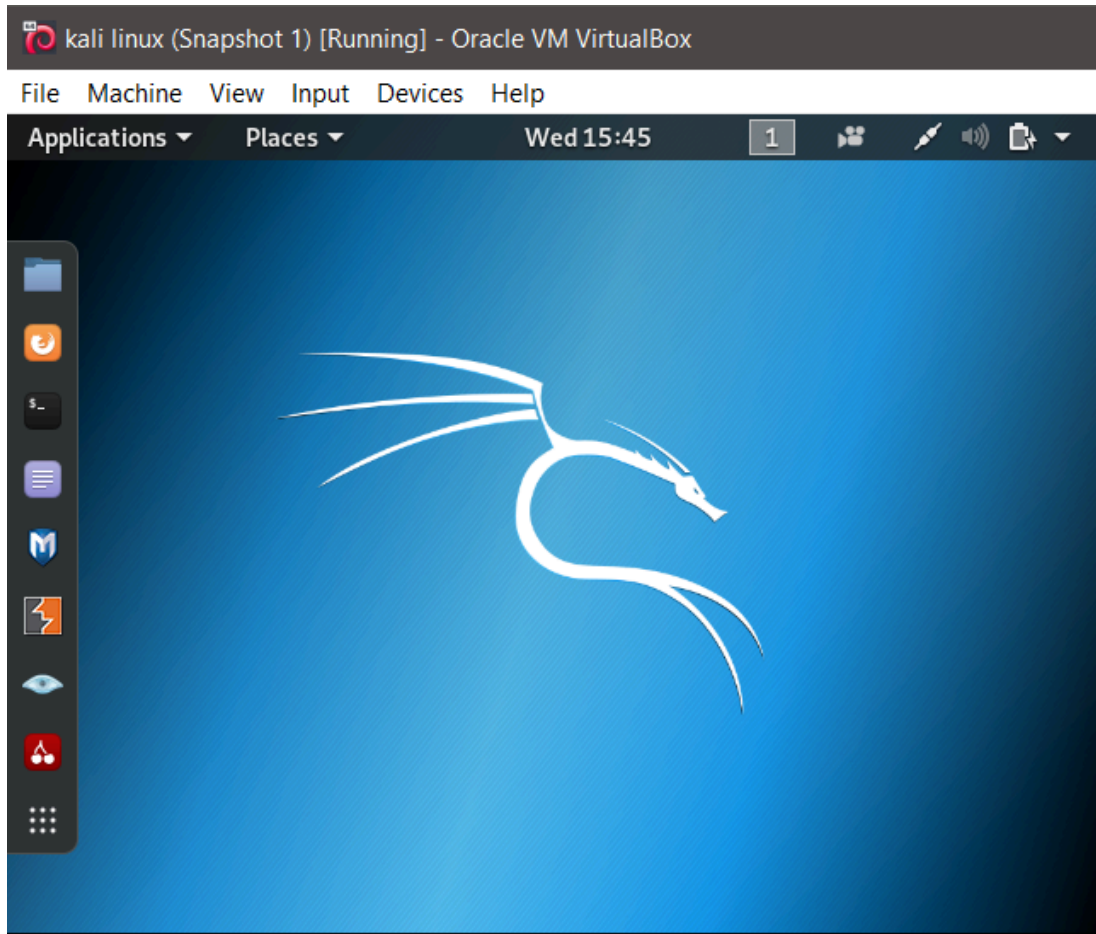 kali linux (Snapshot 1) [Running] - Oracle VM VirtualBox
File Machine View Input Devices Help
Applications Places Wed 15:45 1
$_